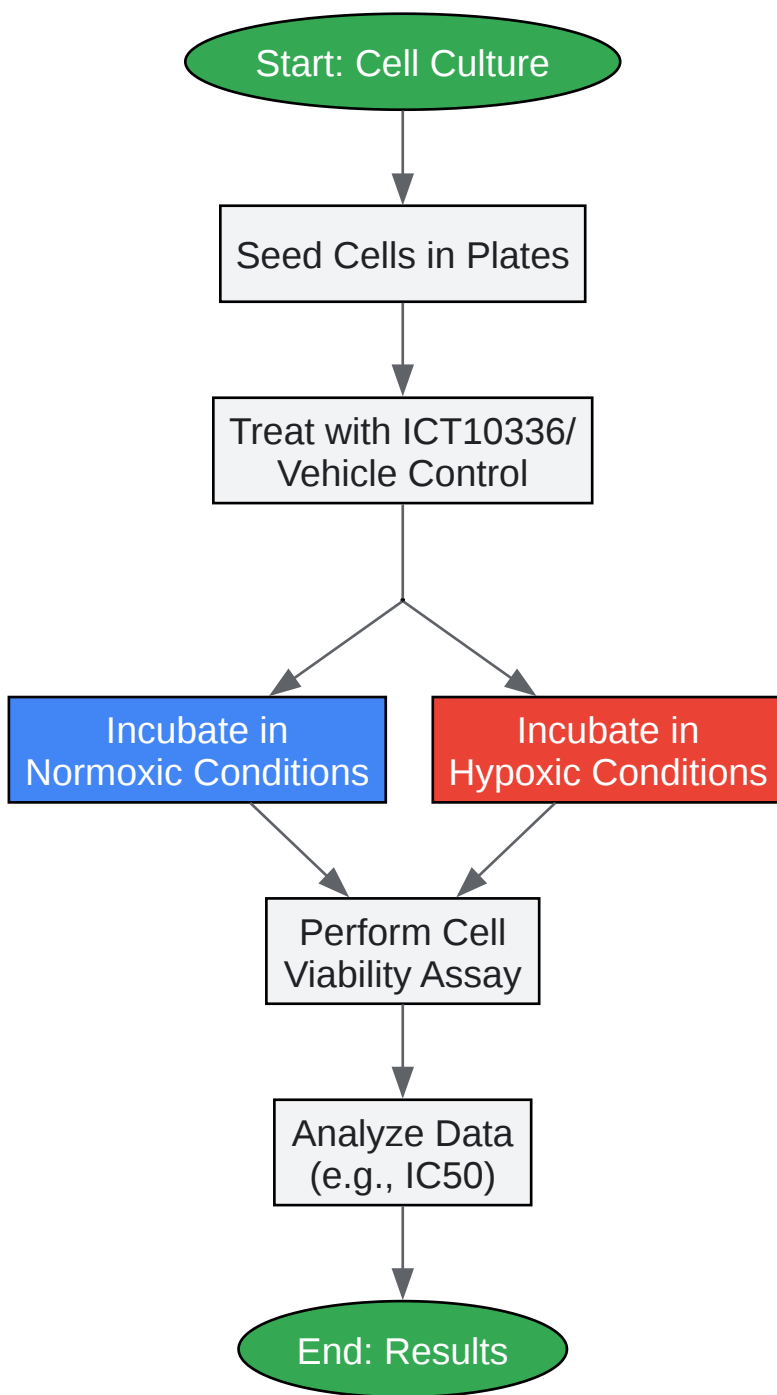 Start: Cell Culture
Seed Cells in Plates
Treat with ICT10336/
Vehicle Control
Incubate in
Normoxic Conditions
Incubate in
Hypoxic Conditions
Perform Cell
Viability Assay
Analyze Data
(e.g., IC50)
End: Results